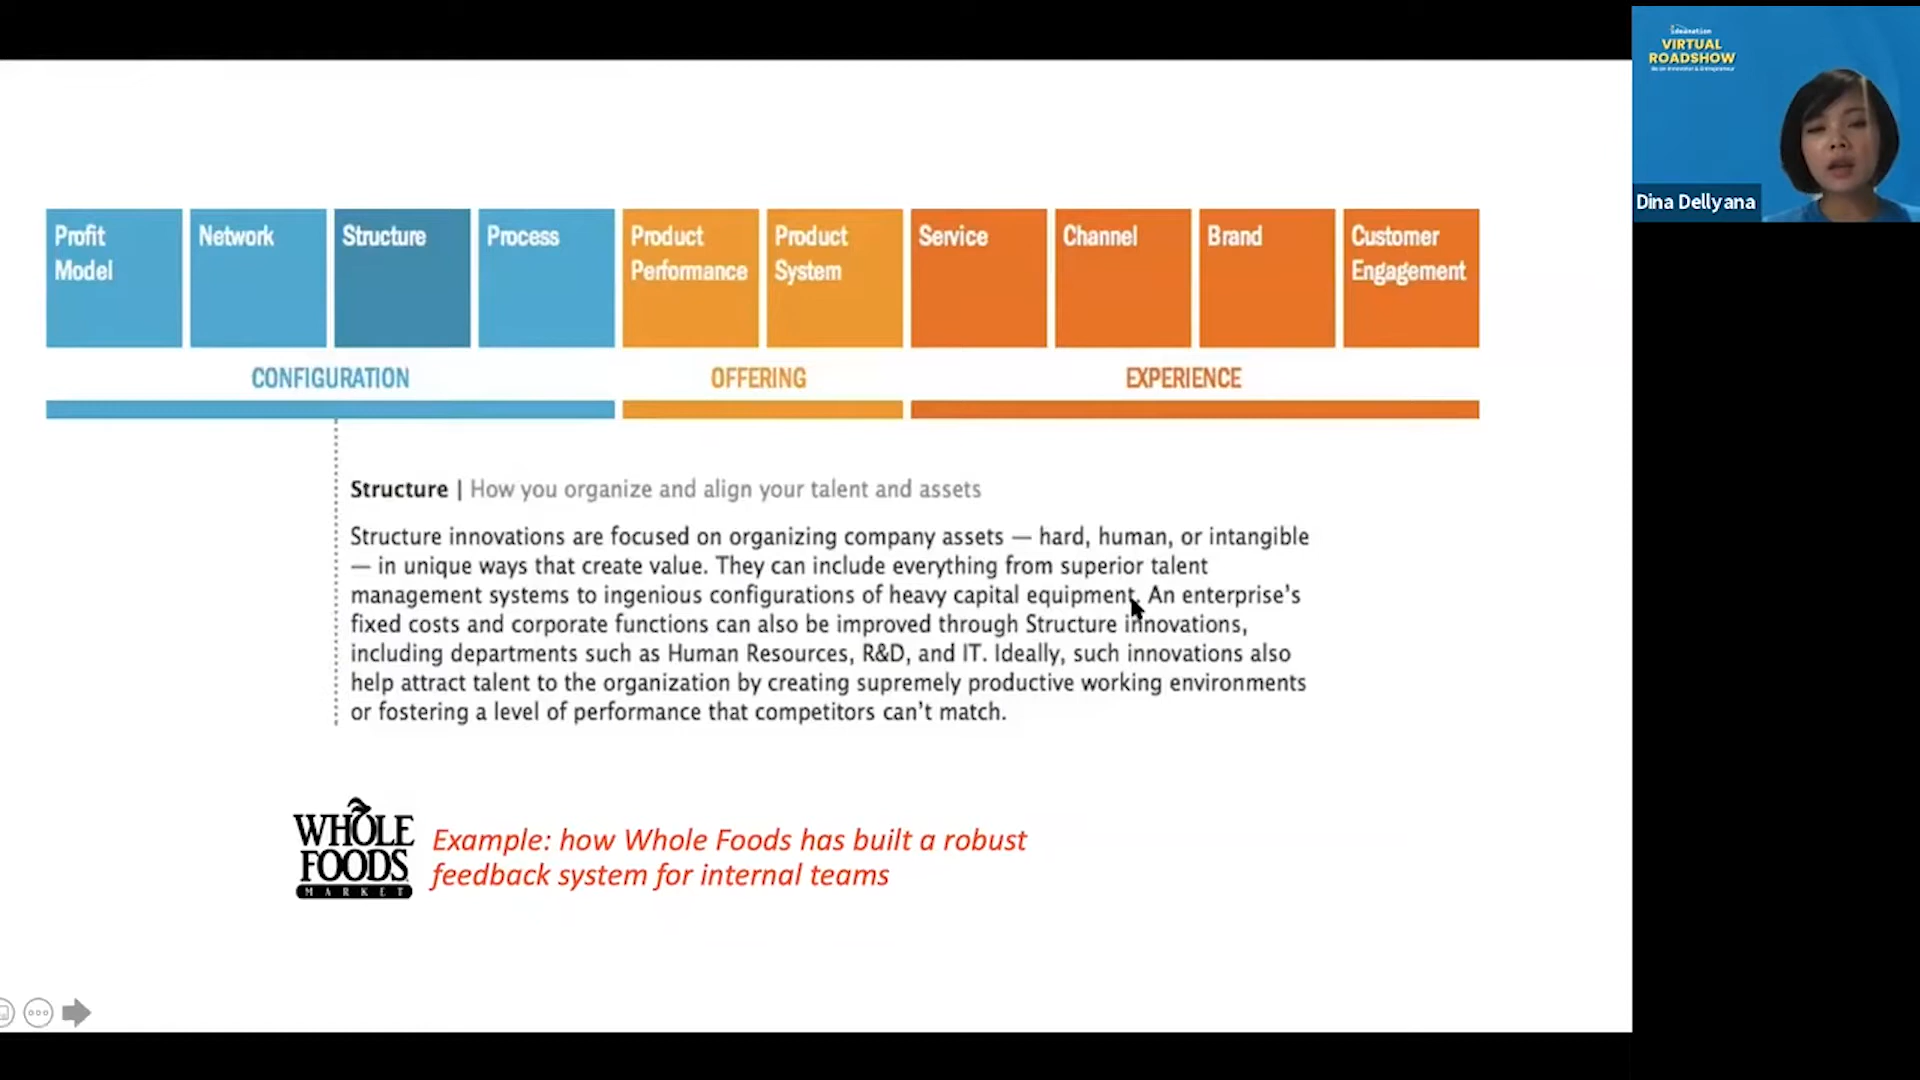 Profit Model
Network
Structure
Process
Product Performance
Product System
Service
Channel
Brand
Customer Engagement
CONFIGURATION
OFFERING
EXPERIENCE
Structure | How you organize and align your talent and assets
Structure innovations are focused on organizing company assets — hard, human, or intangible
— in unique ways that create value. They can include everything from superior talent
management systems to ingenious configurations of heavy capital equipment. An enterprise's
fixed costs and corporate functions can also be improved through Structure innovations,
including departments such as Human Resources, R&D, and IT. Ideally, such innovations also
help attract talent to the organization by creating supremely productive working environments
or fostering a level of performance that competitors can't match.
WHOLE
FOODS
MARKET
Example: how Whole Foods has built a robust
feedback system for internal teams
ideanation
VIRTUAL
ROADSHOW
Dina Dellyana